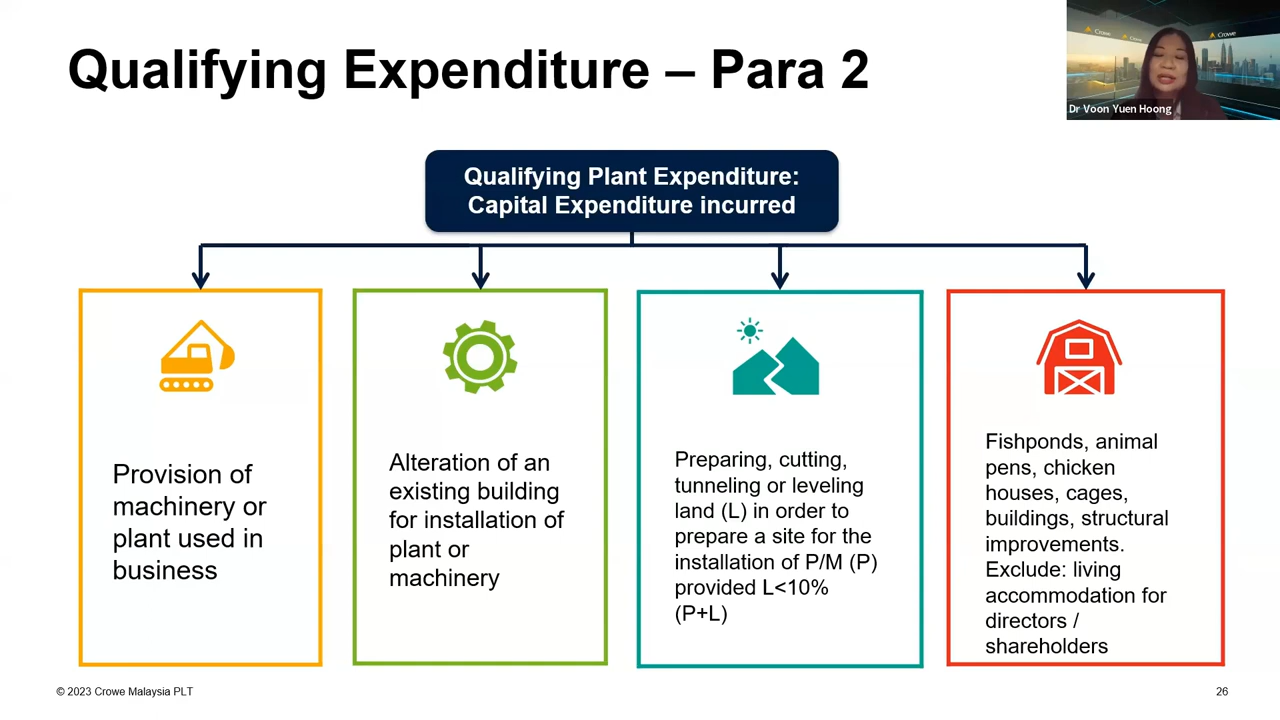 Qualifying Expenditure – Para 2
Crowe
Crowe
Crowe
Dr Voon Yuen Hoong
Qualifying Plant Expenditure:
Capital Expenditure incurred
Provision of
machinery or
plant used in
business
Alteration of an
existing building
for installation of
plant or
machinery
Preparing, cutting,
tunneling or leveling
land (L) in order to
prepare a site for the
installation of P/M (P)
provided L<10%
(P+L)
Fishponds, animal
pens, chicken
houses, cages,
buildings, structural
improvements.
Exclude: living
accommodation for
directors /
shareholders
© 2023 Crowe Malaysia PLT
26